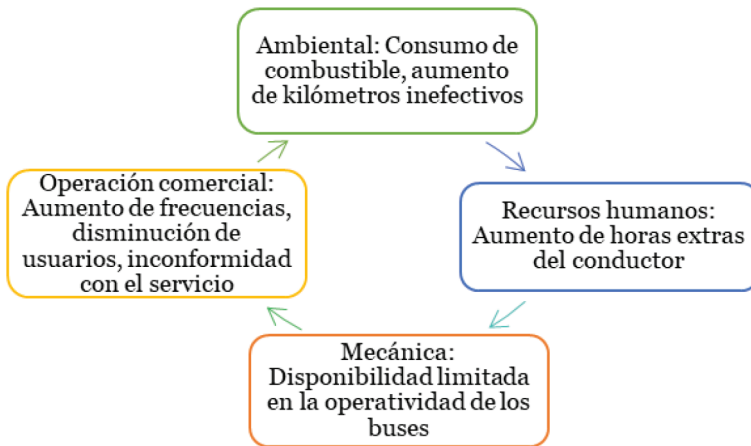 Ambiental: Consumo de
combustible, aumento
de kilómetros inefectivos
Operación comercial:
Aumento de frecuencias,
disminución de
usuarios, inconformidad
con el servicio
Recursos humanos:
Aumento de horas extras
del conductor
Mecánica:
Disponibilidad limitada
en la operatividad de los
buses